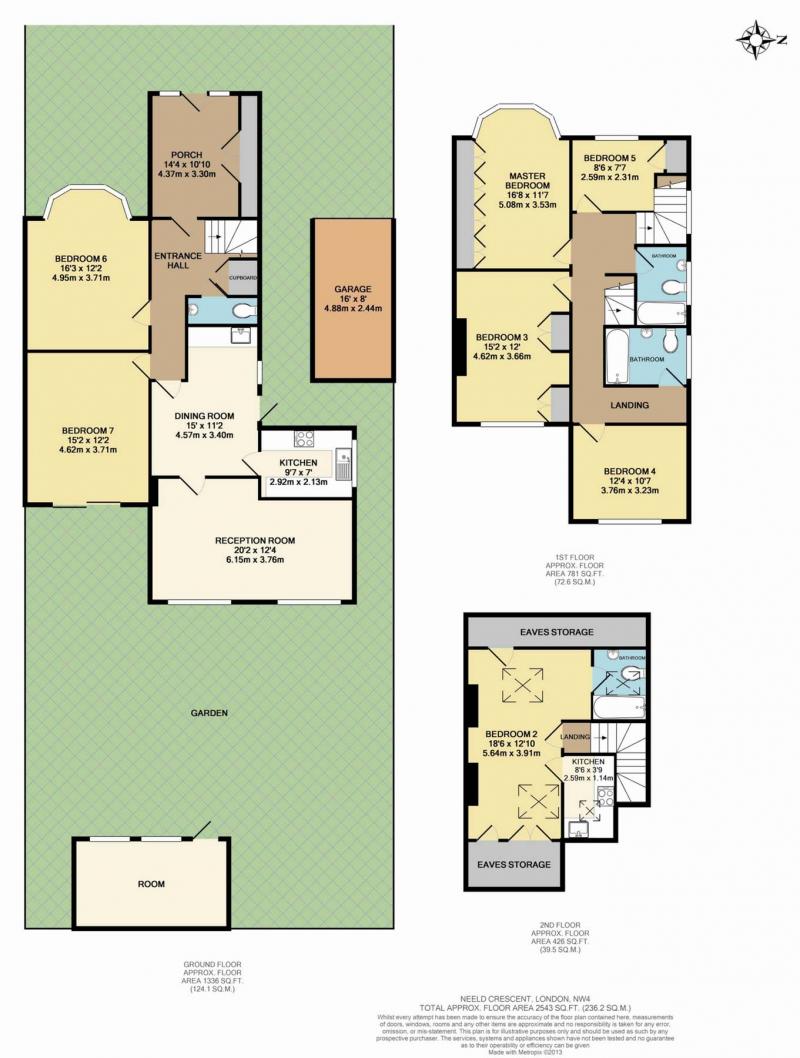 N
PORCH
14'4 x 10'10
4.37m x 3.30m
BEDROOM 6
16'3 x 12'2
4.95m x 3.71m
ENTRANCE
HALL
CUPBOARD
GARAGE
16' x 8'
4.88m x 2.44m
BEDROOM 7
15'2 x 12'2
4.62m x 3.71m
DINING ROOM
15' x 11'2
4.57m x 3.40m
KITCHEN
9'7 x 7'
2.92m x 2.13m
RECEPTION ROOM
20'2 x 12'4
6.15m x 3.76m
GARDEN
ROOM
GROUND FLOOR
APPROX. FLOOR
AREA 1336 SQ.FT.
(124.1 SQ.M.)
MASTER
BEDROOM
16'8 x 11'7
5.08m x 3.53m
BEDROOM 5
8'6 x 7'7
2.59m x 2.31m
BATHROOM
BEDROOM 3
15'2 x 12'
4.62m x 3.66m
BATHROOM
LANDING
BEDROOM 4
12'4 x 10'7
3.76m x 3.23m
1ST FLOOR
APPROX. FLOOR
AREA 781 SQ.FT.
(72.6 SQ.M.)
EAVES STORAGE
BATHROOM
BEDROOM 2
18'6 x 12'10
5.64m x 3.91m
LANDING
KITCHEN
8'6 x 3'9
2.59m x 1.14m
EAVES STORAGE
2ND FLOOR
APPROX. FLOOR
AREA 426 SQ.FT.
(39.5 SQ.M.)
NEELD CRESCENT, LONDON, NW4
TOTAL APPROX. FLOOR AREA 2543 SQ.FT. (236.2 SQ.M.)
Whilst every attempt has been made to ensure the accuracy of the floor plan contained here, measurements
of doors, windows, rooms and any other items are approximate and no responsibility is taken for any error,
omission, or mis-statement. This plan is for illustrative purposes only and should be used as such by any
prospective purchaser. The services, systems and appliances shown have not been tested and no guarantee
as to their operability or efficiency can be given
Made with Metropix ©2013